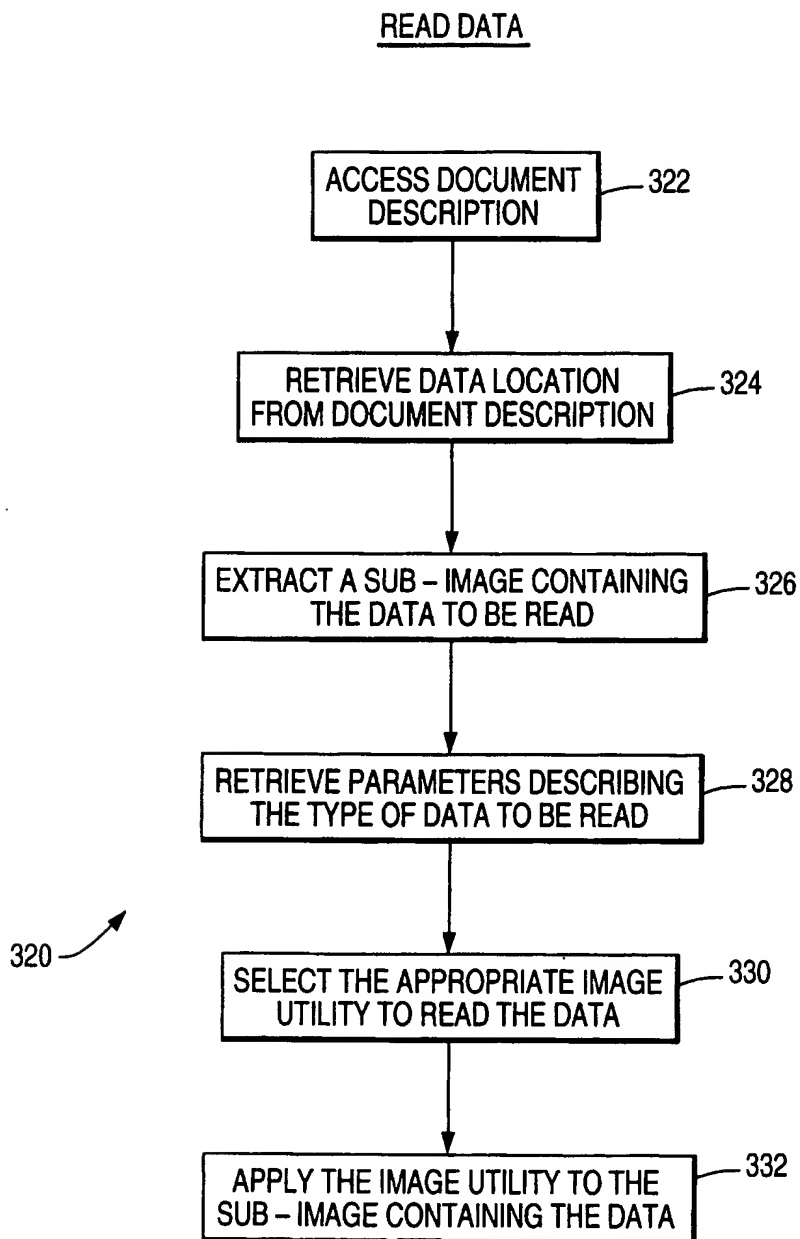 READ DATA
ACCESS DOCUMENT
DESCRIPTION
322
RETRIEVE DATA LOCATION
FROM DOCUMENT DESCRIPTION
324
EXTRACT A SUB – IMAGE CONTAINING
THE DATA TO BE READ
326
RETRIEVE PARAMETERS DESCRIBING
THE TYPE OF DATA TO BE READ
328
320
SELECT THE APPROPRIATE IMAGE
UTILITY TO READ THE DATA
330
APPLY THE IMAGE UTILITY TO THE
SUB – IMAGE CONTAINING THE DATA
332